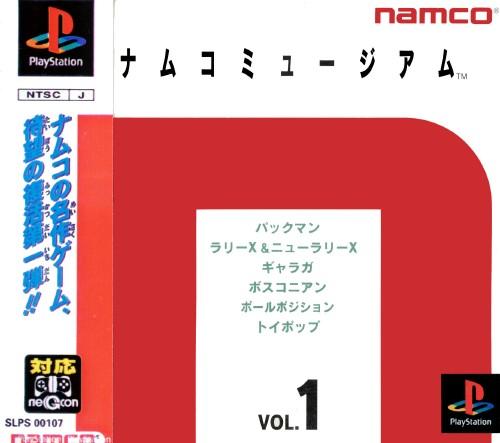 PlayStation
NTSC J
ナムコの名作ゲーム、
待望の復活第一弾!!
対応
neGcon
SLPS 00107
namco®
ナムコミュージアム™
パックマン
ラリーX&ニューラリーX
ギャラガ
ボスコニアン
ポールポジション
トイポップ
VOL.1
PlayStation